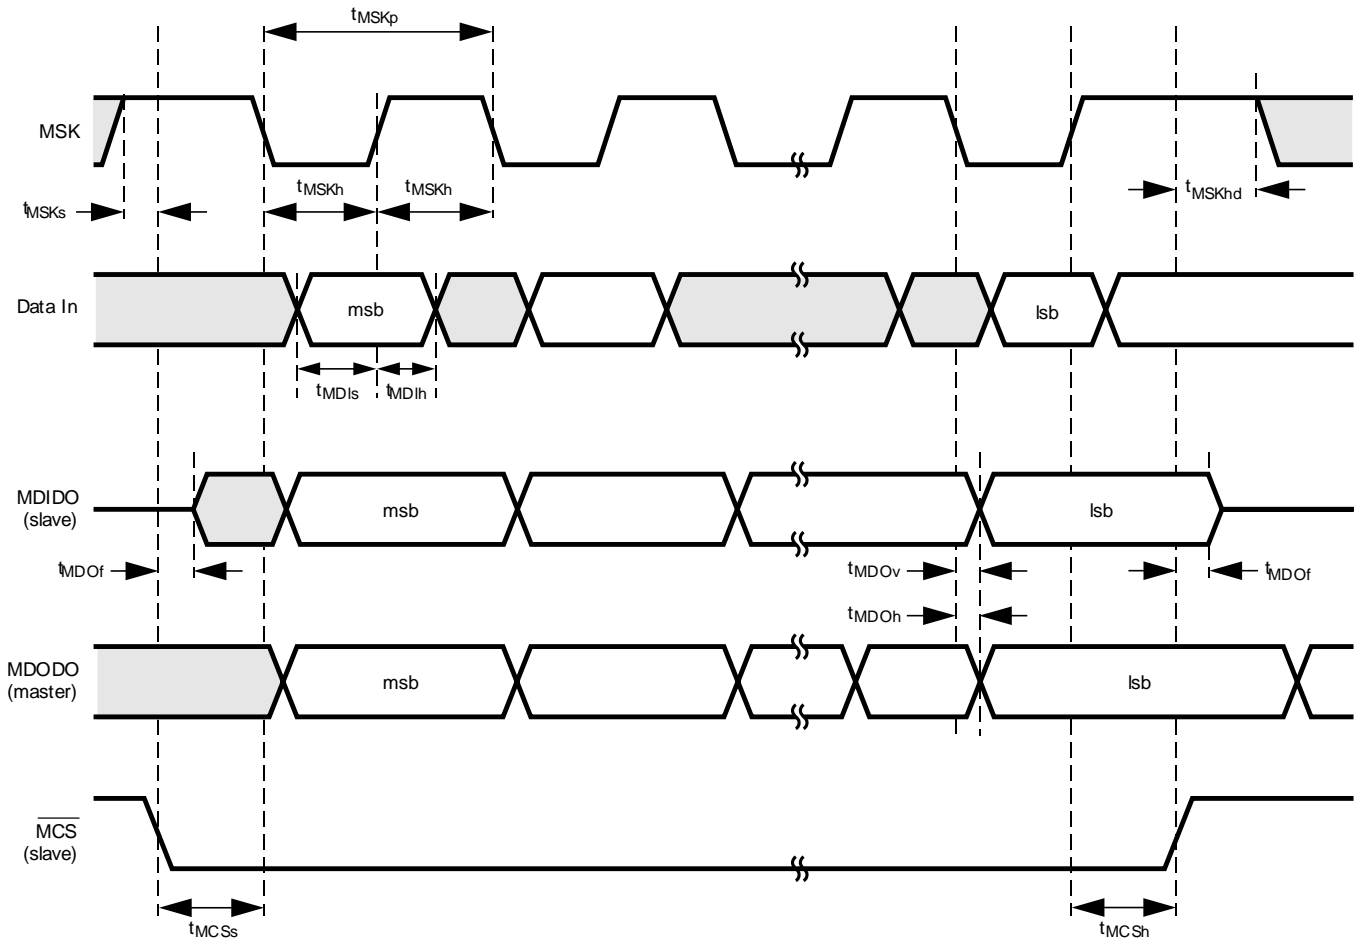 tMSKp
MSK
tMSKs
tMSKh
tMSKh
tMSKhd
Data In
msb
lsb
tMDIs
tMDIh
MDIDO
(slave)
msb
lsb
tMDOf
tMDOv
tMDOf
tMDOh
MDODO
(master)
msb
lsb
MCS
(slave)
tMCSs
tMCSh